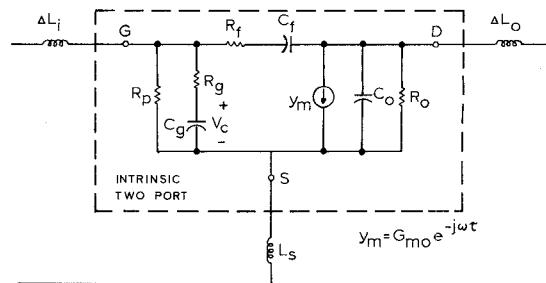 ΔLi
G
Rf
Cf
D
ΔLo
Rp
Rg
+
Cg
Vc
-
ym
Co
Ro
INTRINSIC
TWO PORT
S
Ls
ym=Gmoe^-jωτ